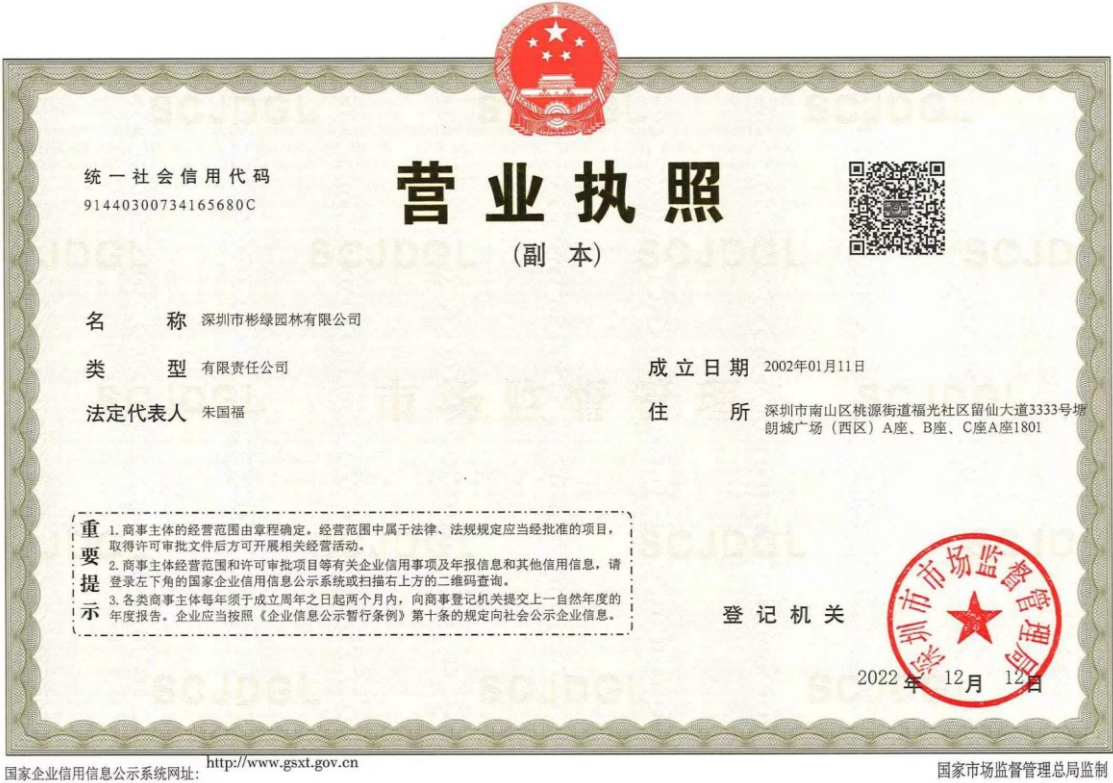 统一社会信用代码
91440300734165680C
营业执照
(副 本)
名 称 深圳市彬绿园林有限公司
类 型 有限责任公司
成立日期 2002年01月11日
法定代表人 朱国福
住 所 深圳市南山区桃源街道福光社区留仙大道3333号塘
朗城广场（西区）A座、B座、C座A座1801
重要提示
1.商事主体的经营范围由章程确定。经营范围中属于法律、法规规定应当经批准的项目，
取得许可审批文件后方可开展相关经营活动。
2.商事主体经营范围和许可审批项目等有关企业信用事项及年报信息和其他信用信息，请
登录左下角的国家企业信用信息公示系统或扫描右上方的二维码查询。
3.各类商事主体每年须于成立周年之日起两个月内，向商事登记机关提交上一自然年度的
年度报告。企业应当按照《企业信息公示暂行条例》第十条的规定向社会公示企业信息。
登记机关
深圳市市场监督管理局
2022 年 12月 12日
国家企业信用信息公示系统网址: http://www.gsxt.gov.cn
国家市场监督管理总局监制
SCJDGL
市场监督管理